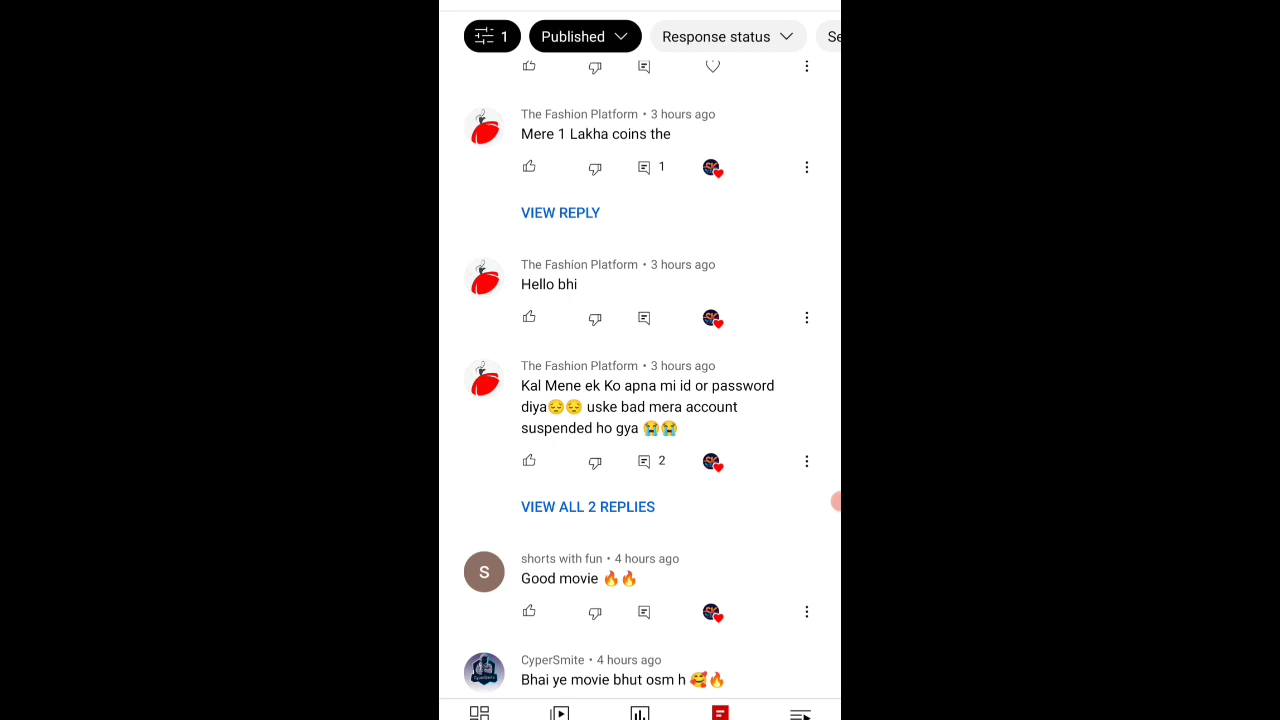 1 Published Response status Se
The Fashion Platform • 3 hours ago
Mere 1 Lakha coins the
1
VIEW REPLY
The Fashion Platform • 3 hours ago
Hello bhi
The Fashion Platform • 3 hours ago
Kal Mene ek Ko apna mi id or password
diya😔😔 uske bad mera account
suspended ho gya 😭😭
2
VIEW ALL 2 REPLIES
S
shorts with fun • 4 hours ago
Good movie 🔥🔥
CyperSmite • 4 hours ago
Bhai ye movie bhut osm h 🥰🔥